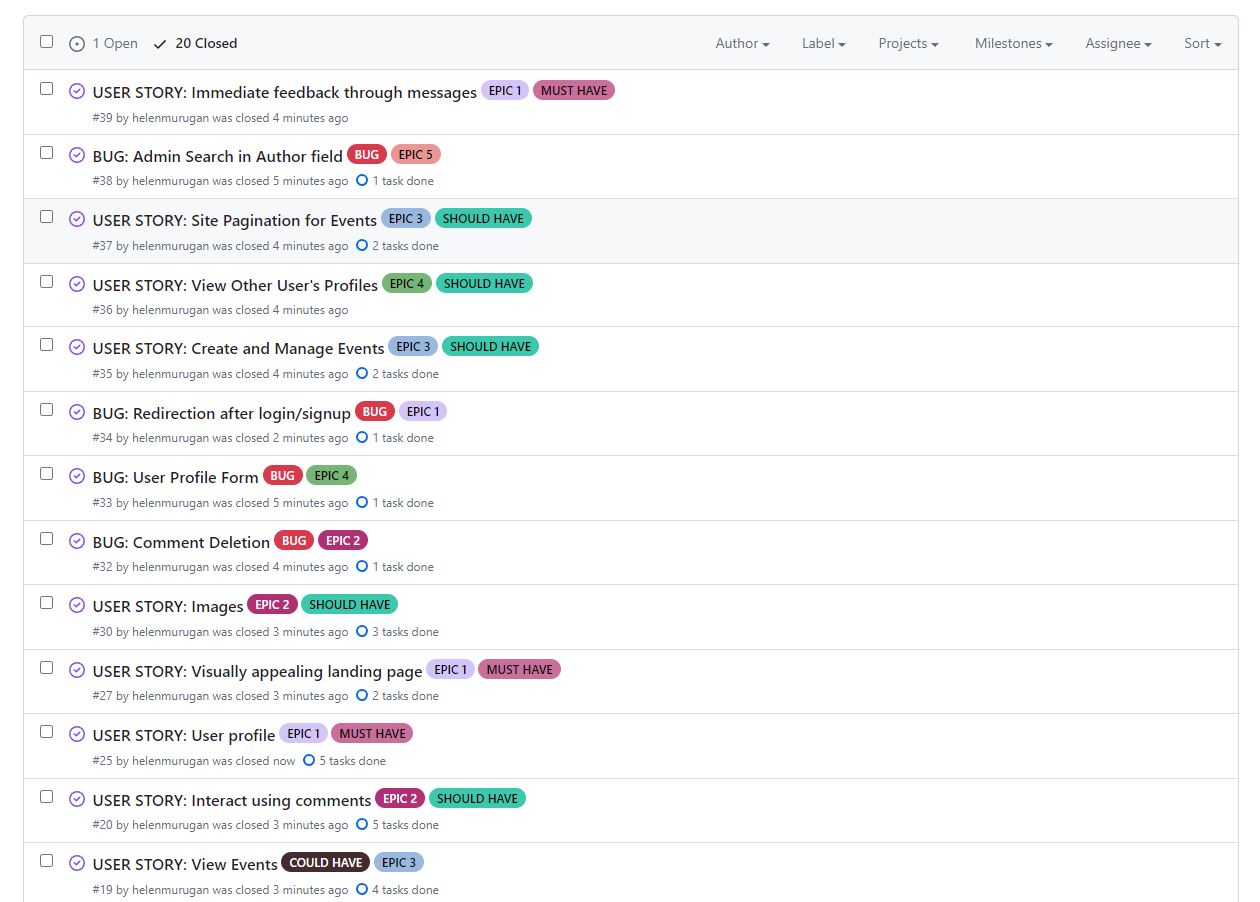 1 Open 20 Closed Author Label Projects Milestones Assignee Sort
USER STORY: Immediate feedback through messages EPIC 1 MUST HAVE
#39 by helenmurugan was closed 4 minutes ago
BUG: Admin Search in Author field BUG EPIC 5
#38 by helenmurugan was closed 5 minutes ago 1 task done
USER STORY: Site Pagination for Events EPIC 3 SHOULD HAVE
#37 by helenmurugan was closed 4 minutes ago 2 tasks done
USER STORY: View Other User's Profiles EPIC 4 SHOULD HAVE
#36 by helenmurugan was closed 4 minutes ago
USER STORY: Create and Manage Events EPIC 3 SHOULD HAVE
#35 by helenmurugan was closed 4 minutes ago 2 tasks done
BUG: Redirection after login/signup BUG EPIC 1
#34 by helenmurugan was closed 2 minutes ago 1 task done
BUG: User Profile Form BUG EPIC 4
#33 by helenmurugan was closed 5 minutes ago 1 task done
BUG: Comment Deletion BUG EPIC 2
#32 by helenmurugan was closed 4 minutes ago 1 task done
USER STORY: Images EPIC 2 SHOULD HAVE
#30 by helenmurugan was closed 3 minutes ago 3 tasks done
USER STORY: Visually appealing landing page EPIC 1 MUST HAVE
#27 by helenmurugan was closed 3 minutes ago 2 tasks done
USER STORY: User profile EPIC 1 MUST HAVE
#25 by helenmurugan was closed now 5 tasks done
USER STORY: Interact using comments EPIC 2 SHOULD HAVE
#20 by helenmurugan was closed 3 minutes ago 5 tasks done
USER STORY: View Events COULD HAVE EPIC 3
#19 by helenmurugan was closed 3 minutes ago 4 tasks done